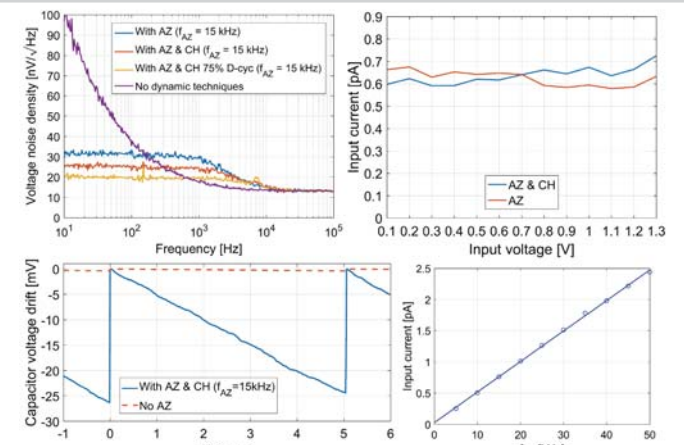 Voltage noise density [nV/√Hz]
100
90
80
70
60
50
40
30
20
10
0
With AZ (fAZ = 15 kHz)
With AZ & CH (fAZ = 15 kHz)
With AZ & CH 75% D-cyc (fAZ = 15 kHz)
No dynamic techniques
10¹ 10² 10³ 10⁴ 10⁵
Frequency [Hz]
Input current [pA]
0.9
0.8
0.7
0.6
0.5
0.4
0.3
0.2
0.1
0
AZ & CH
AZ
0.1 0.2 0.3 0.4 0.5 0.6 0.7 0.8 0.9 1 1.1 1.2 1.3
Input voltage [V]
Capacitor voltage drift [mV]
0
-5
-10
-15
-20
-25
-30
With AZ & CH (fAZ=15kHz)
No AZ
-1 0 1 2 3 4 5 6
Input current [pA]
2.5
2
1.5
1
0.5
0
0 10 20 30 40 50